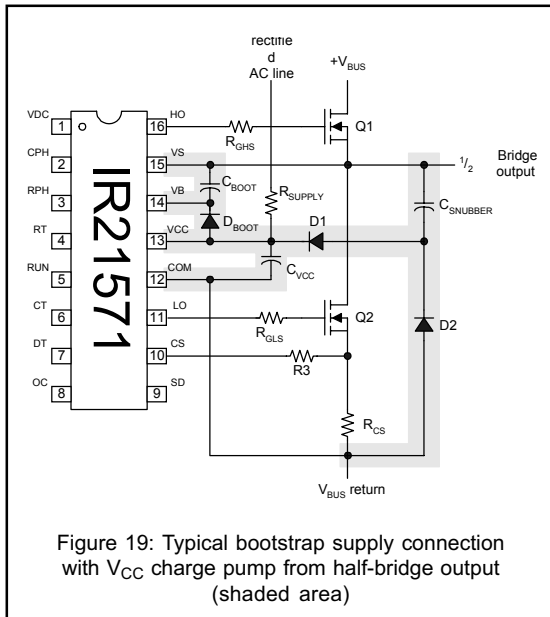 rectifie
d
AC line
+V_BUS
VDC
1
CPH
2
RPH
3
RT
4
RUN
5
CT
6
DT
7
OC
8
IR21571
HO
16
VS
15
VB
14
VCC
13
COM
12
LO
11
CS
10
SD
9
R_GHS
Q1
C_BOOT
D_BOOT
R_SUPPLY
D1
1/2 Bridge
output
C_SNUBBER
C_VCC
R_GLS
Q2
D2
R3
R_CS
V_BUS return
Figure 19: Typical bootstrap supply connection
with V_CC charge pump from half-bridge output
(shaded area)